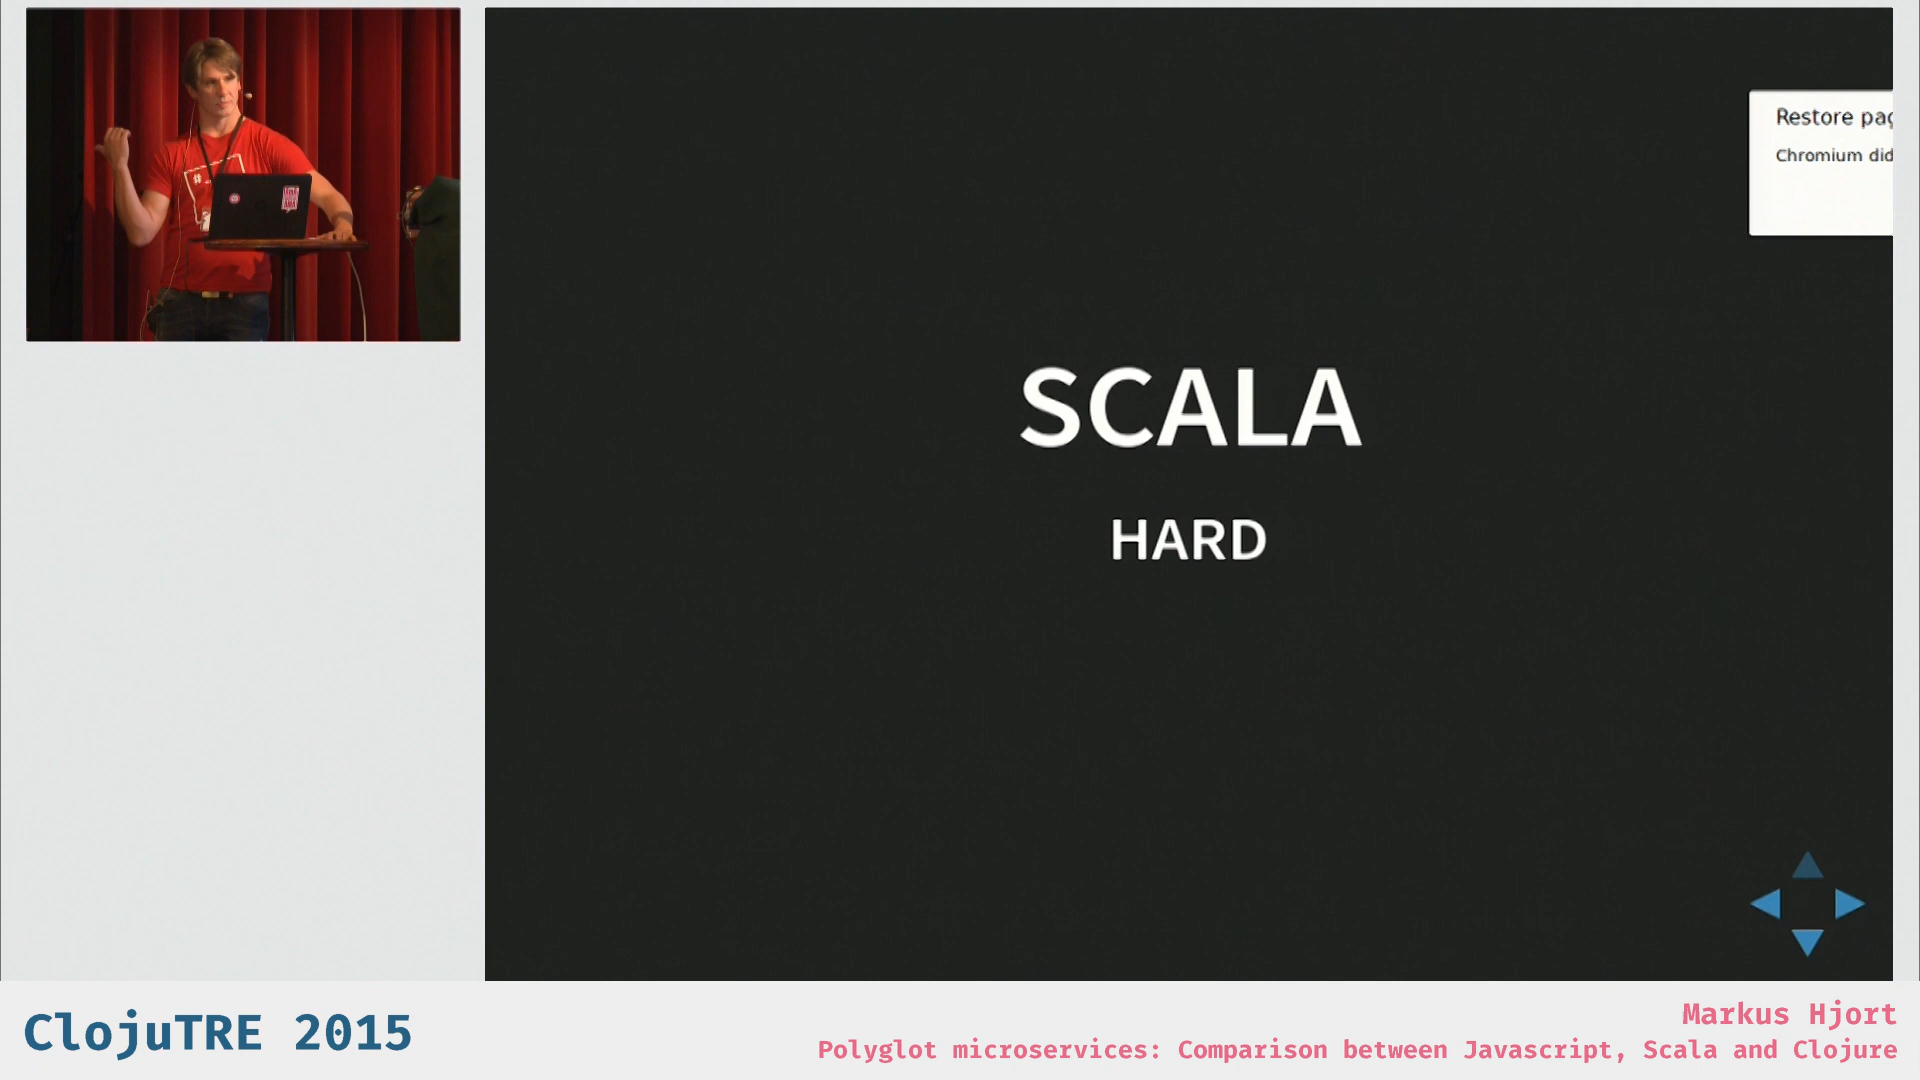 Restore pag
Chromium did
SCALA
HARD
ClojuTRE 2015
Markus Hjort
Polyglot microservices: Comparison between Javascript, Scala and Clojure